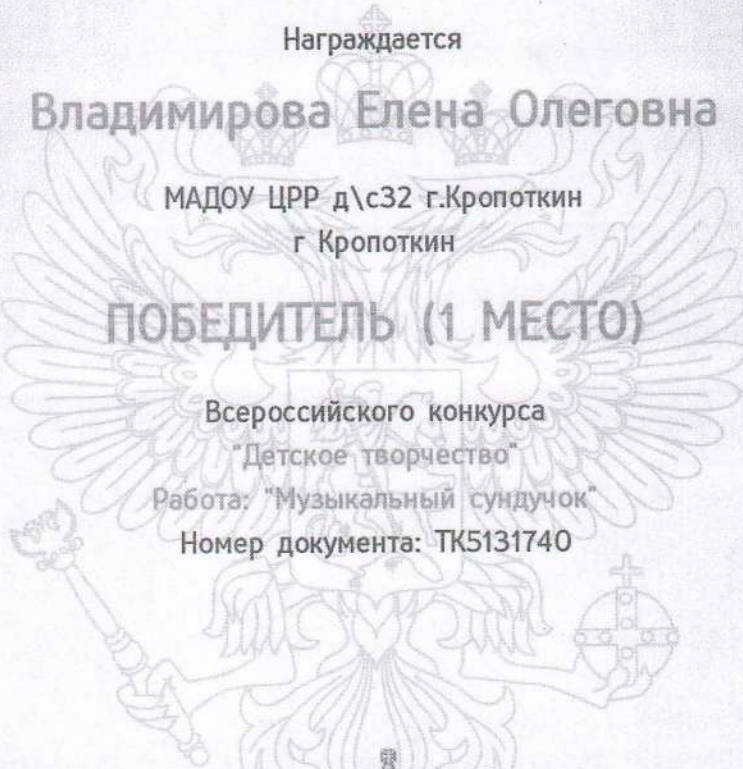 Награждается
Владимирова Елена Олеговна
МАДОУ ЦРР д\с32 г.Кропоткин
г Кропоткин
ПОБЕДИТЕЛЬ (1 МЕСТО)
Всероссийского конкурса
"Детское творчество"
Работа: "Музыкальный сундучок"
Номер документа: ТК5131740